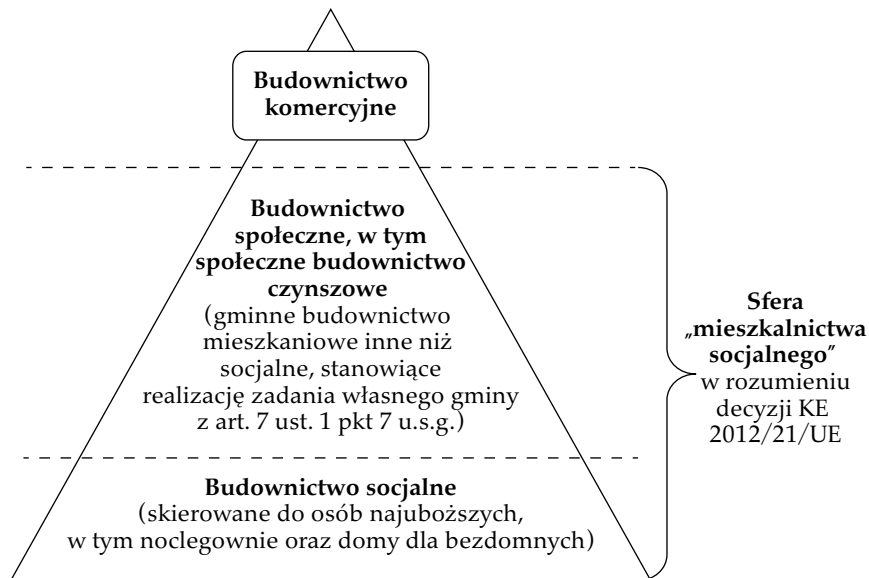 Budownictwo
komercyjne
Budownictwo
społeczne, w tym
społeczne budownictwo
czynszowe
(gminne budownictwo
mieszkaniowe inne niż
socjalne, stanowiące
realizację zadania własnego gminy
z art. 7 ust. 1 pkt 7 u.s.g.)
Sfera
„mieszkalnictwa
socjalnego”
w rozumieniu
decyzji KE
2012/21/UE
Budownictwo socjalne
(skierowane do osób najuboższych,
w tym noclegownie oraz domy dla bezdomnych)